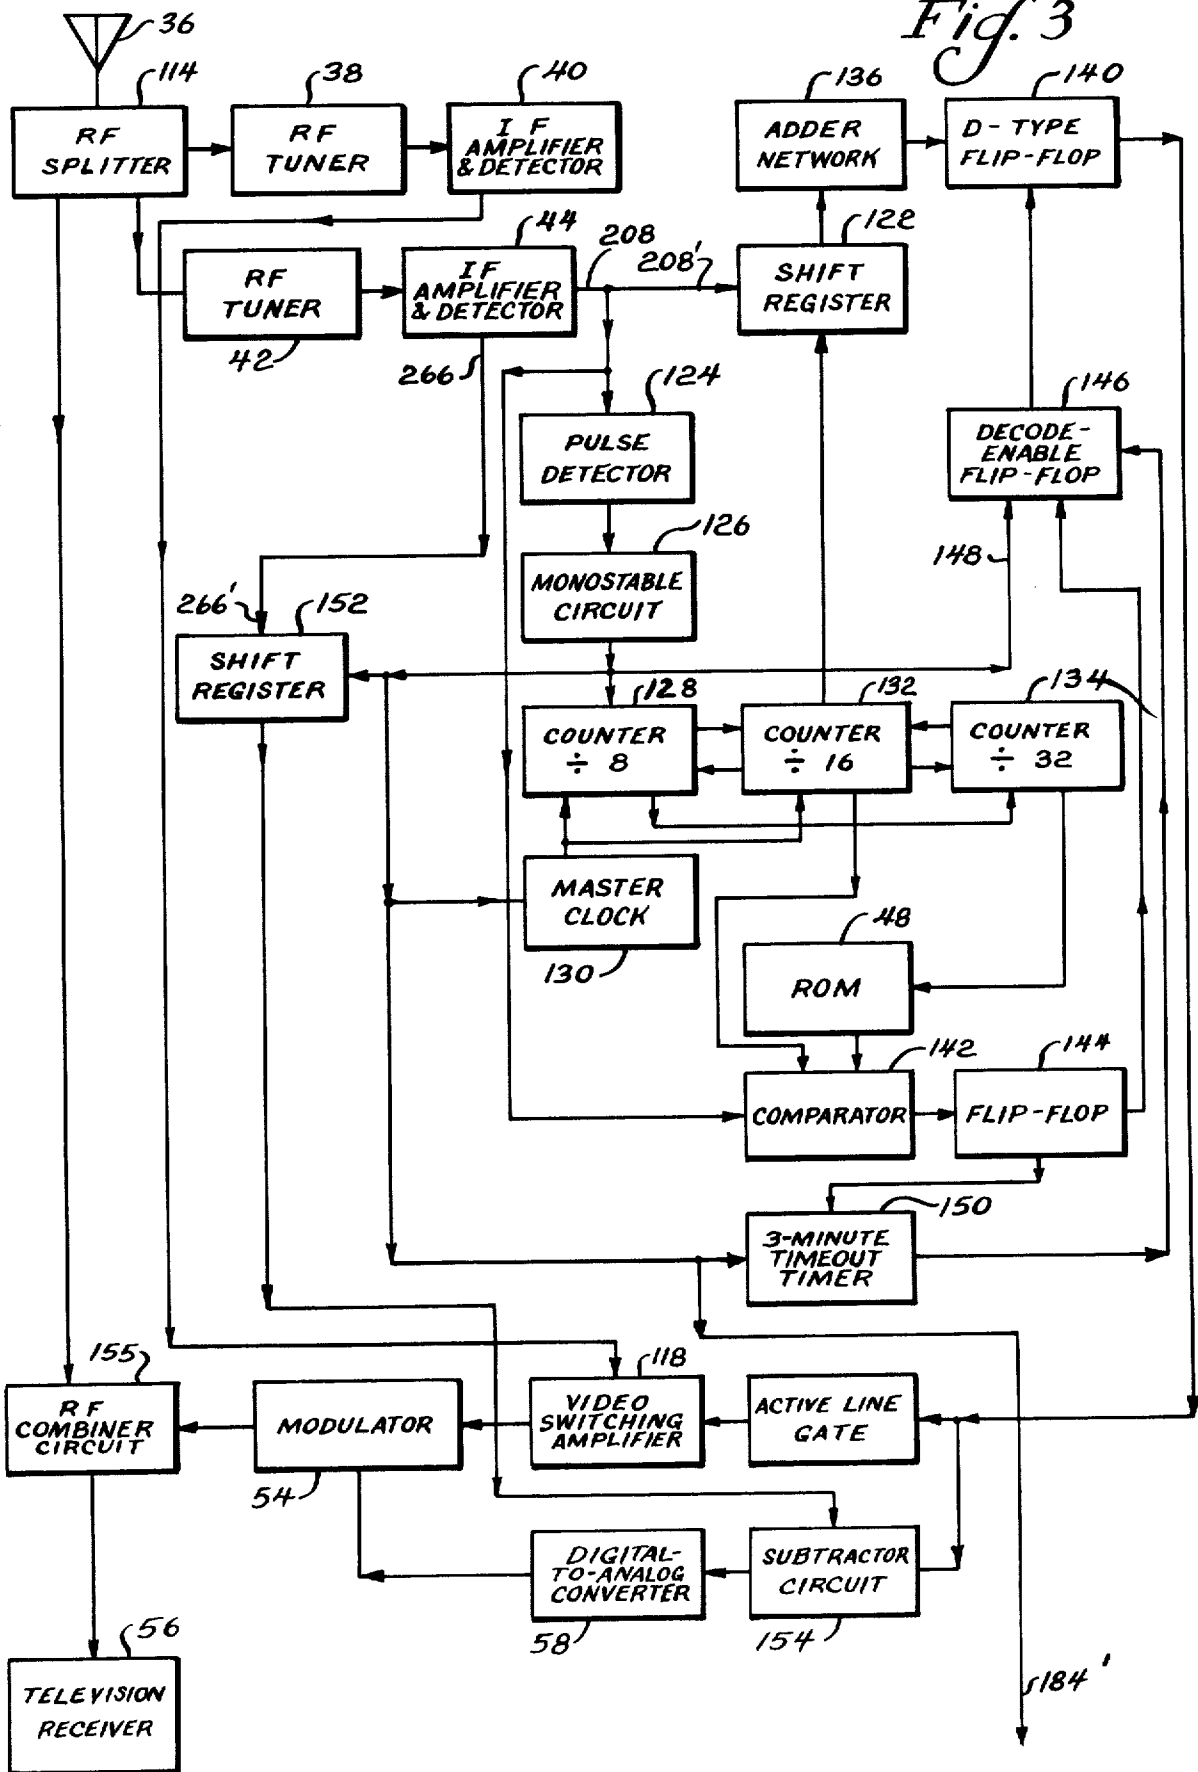 Fig. 3
36
114
38
40
136
140
RF
SPLITTER
RF
TUNER
IF
AMPLIFIER
& DETECTOR
ADDER
NETWORK
D-TYPE
FLIP-FLOP
44
208
208'
122
RF
TUNER
42
IF
AMPLIFIER
& DETECTOR
SHIFT
REGISTER
266
124
146
PULSE
DETECTOR
DECODE-
ENABLE
FLIP-FLOP
126
148
MONOSTABLE
CIRCUIT
266'
152
SHIFT
REGISTER
128
132
134
COUNTER
÷ 8
COUNTER
÷ 16
COUNTER
÷ 32
MASTER
CLOCK
130
48
ROM
142
144
COMPARATOR
FLIP-FLOP
150
3-MINUTE
TIMEOUT
TIMER
155
118
RF
COMBINER
CIRCUIT
MODULATOR
54
VIDEO
SWITCHING
AMPLIFIER
ACTIVE LINE
GATE
DIGITAL-
TO-ANALOG
CONVERTER
58
SUBTRACTOR
CIRCUIT
154
56
TELEVISION
RECEIVER
184'